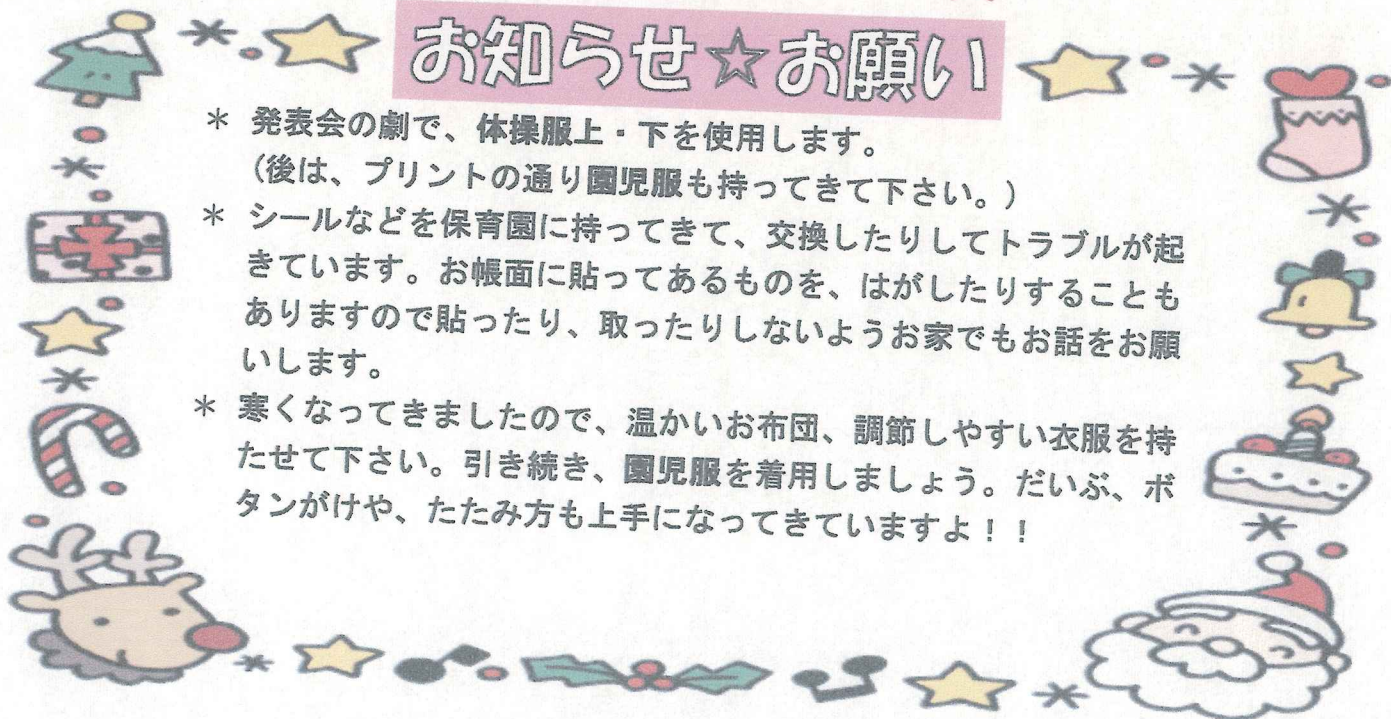 お知らせ☆お願い
＊ 発表会の劇で、体操服上・下を使用します。
（後は、プリントの通り園児服も持ってきて下さい。）
＊ シールなどを保育園に持ってきて、交換したりしてトラブルが起
きています。お帳面に貼ってあるものを、はがしたりすることも
ありますので貼ったり、取ったりしないようお家でもお話をお願
いします。
＊ 寒くなってきましたので、温かいお布団、調節しやすい衣服を持
たせて下さい。引き続き、園児服を着用しましょう。だいぶ、ボ
タンがけや、たたみ方も上手になってきていますよ！！